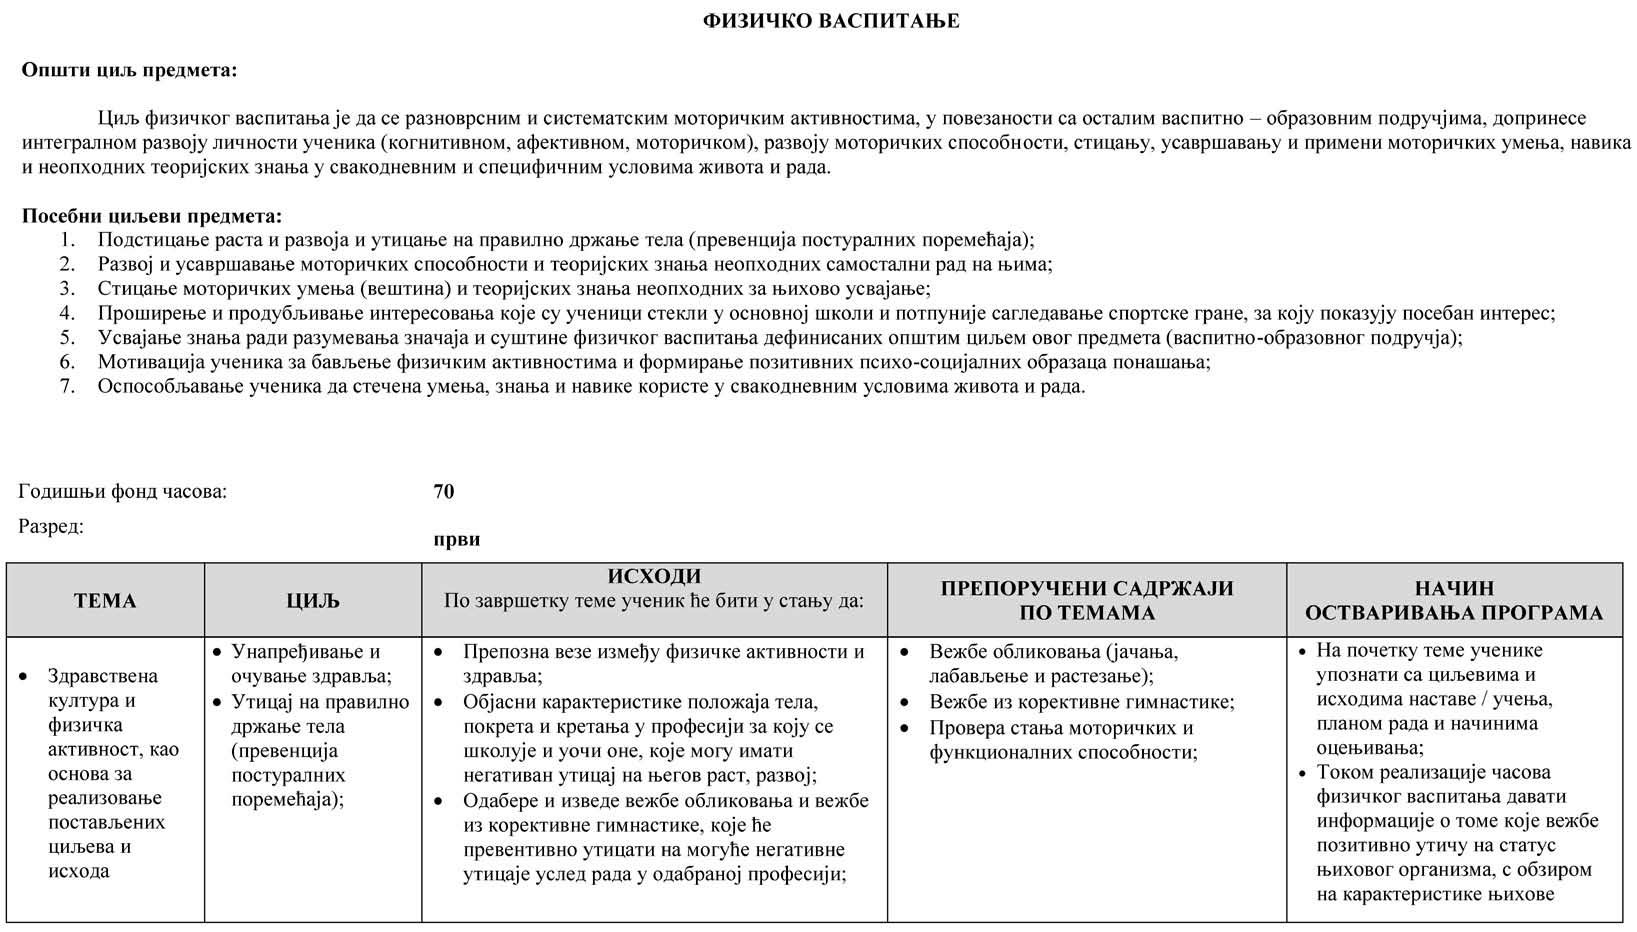 ФИЗИЧКО ВАСПИТАЊЕ
Општи циљ предмета:
Циљ физичког васпитања је да се разноврсним и систематским моторичким активностима, у повезаности са осталим васпитно – образовним подручјима, допринесе
интегралном развоју личности ученика (когнитивном, афективном, моторичком), развоју моторичких способности, стицању, усавршавању и примени моторичких умења, навика
и неопходних теоријских знања у свакодневним и специфичним условима живота и рада.
Посебни циљеви предмета:
1. Подстицање раста и развоја и утицање на правилно држање тела (превенција постуралних поремећаја);
2. Развој и усавршавање моторичких способности и теоријских знања неопходних самостални рад на њима;
3. Стицање моторичких умења (вештина) и теоријских знања неопходних за њихово усвајање;
4. Проширење и продубљивање интересовања које су ученици стекли у основној школи и потпуније сагледавање спортске гране, за коју показују посебан интерес;
5. Усвајање знања ради разумевања значаја и суштине физичког васпитања дефинисаних општим циљем овог предмета (васпитно-образовног подручја);
6. Мотивација ученика за бављење физичким активностима и формирање позитивних психо-социјалних образаца понашања;
7. Оспособљавање ученика да стечена умења, знања и навике користе у свакодневним условима живота и рада.
Годишњи фонд часова: 70
Разред:
први
ТЕМА
ЦИЉ
ИСХОДИ
По завршетку теме ученик ће бити у стању да:
ПРЕПОРУЧЕНИ САДРЖАЈИ
ПО ТЕМАМА
НАЧИН
ОСТВАРИВАЊА ПРОГРАМА
• Здравствена
култура и
физичка
активност, као
основа за
реализовање
постављених
циљева и
исхода
• Унапређивање и
очување здравља;
• Утицај на правилно
држање тела
(превенција
постуралних
поремећаја);
• Препозна везе између физичке активности и
здравља;
• Објасни карактеристике положаја тела,
покрета и кретања у професији за коју се
школује и уочи оне, које могу имати
негативан утицај на његов раст, развој;
• Одабере и изведе вежбе обликовања и вежбе
из корективне гимнастике, које ће
превентивно утицати на могуће негативне
утицаје услед рада у одабраној професији;
• Вежбе обликовања (јачања,
лабављење и растезање);
• Вежбе из корективне гимнастике;
• Провера стања моторичких и
функционалних способности;
• На почетку теме ученике
упознати са циљевима и
исходима наставе / учења,
планом рада и начинима
оцењивања;
• Током реализације часова
физичког васпитања давати
информације о томе које вежбе
позитивно утичу на статус
њиховог организма, с обзиром
на карактеристике њихове